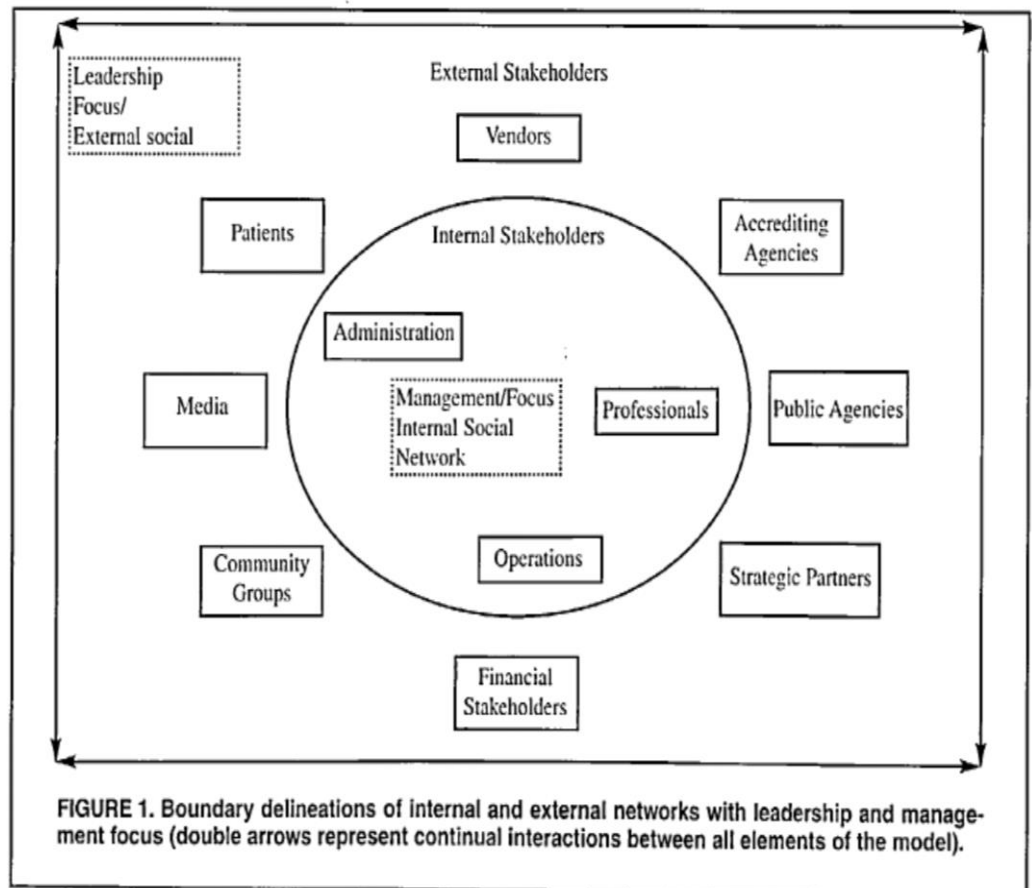 Leadership
Focus/
External social
External Stakeholders
Vendors
Patients
Internal Stakeholders
Accrediting
Agencies
Administration
Media
Management/Focus
Internal Social
Network
Professionals
Public Agencies
Community
Groups
Operations
Strategic Partners
Financial
Stakeholders
FIGURE 1. Boundary delineations of internal and external networks with leadership and manage-
ment focus (double arrows represent continual interactions between all elements of the model).